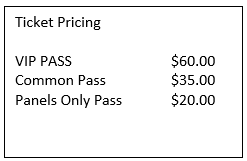 Ticket Pricing
VIP PASS $60.00
Common Pass $35.00
Panels Only Pass $20.00